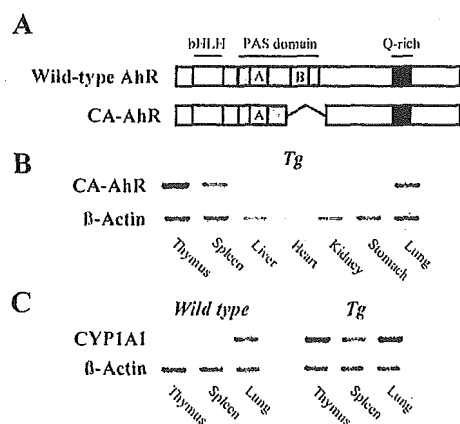 A
bHLH PAS domain Q-rich
Wild-type AhR A B
CA-AhR A
B
Tg
CA-AhR
ß-Actin
Thymus Spleen Liver Heart Kidney Stomach Lung
C
Wild type Tg
CYP1A1
ß-Actin
Thymus Spleen Lung Thymus Spleen Lung